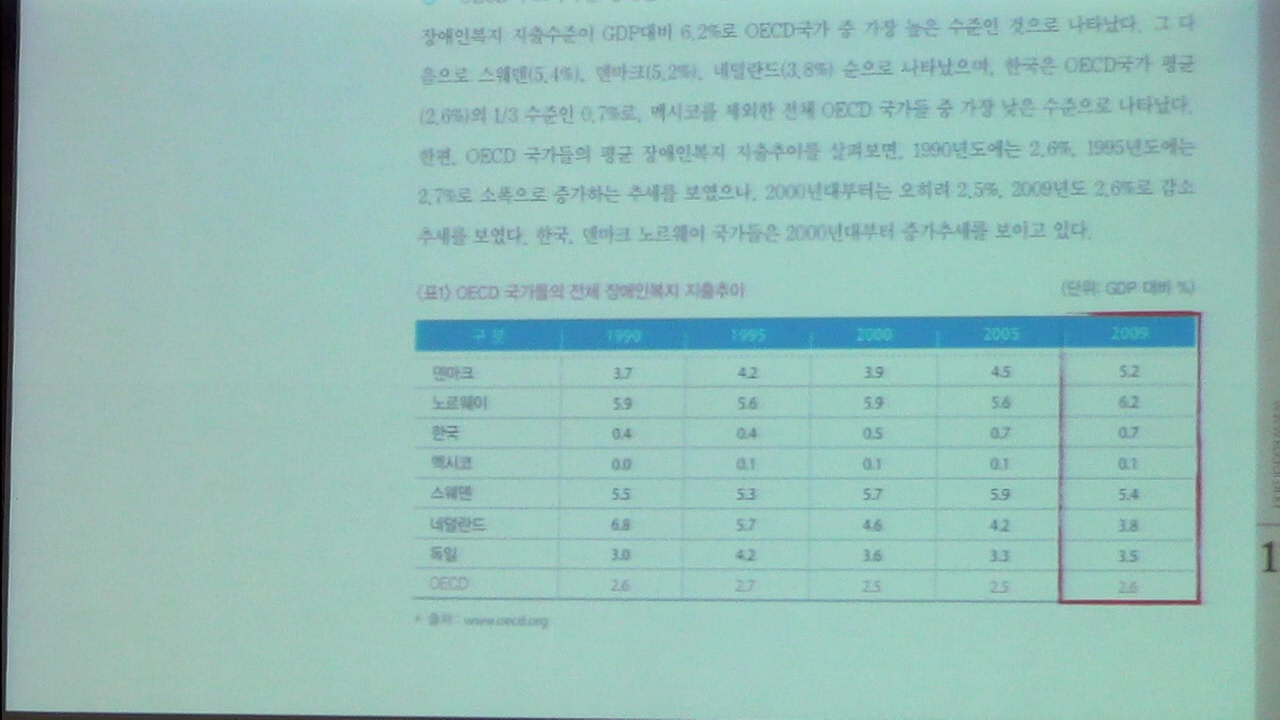 장애인복지 지출수준이 GDP대비 6.2%로 OECD국가 중 가장 높은 수준인 것으로 나타났다. 그 다
음으로 스웨덴(5.4%), 덴마크(5.2%), 네덜란드(3.8%) 순으로 나타났으며, 한국은 OECD국가 평균
(2.6%)의 1/3 수준인 0.7%로, 멕시코를 제외한 전체 OECD 국가들 중 가장 낮은 수준으로 나타났다.
한편, OECD 국가들의 평균 장애인복지 지출추이를 살펴보면, 1990년도에는 2.6%, 1995년도에는
2.7%로 소폭으로 증가하는 추세를 보였으나, 2000년대부터는 오히려 2.5%, 2009년도 2.6%로 감소
추세를 보였다. 한국, 덴마크 노르웨이 국가들은 2000년대부터 증가추세를 보이고 있다.
〈표1〉 OECD 국가들의 전체 장애인복지 지출추이 (단위: GDP 대비 %)
구 분 1990 1995 2000 2005 2009
덴마크 3.7 4.2 3.9 4.5 5.2
노르웨이 5.9 5.6 5.9 5.6 6.2
한국 0.4 0.4 0.5 0.7 0.7
멕시코 0.0 0.1 0.1 0.1 0.1
스웨덴 5.5 5.3 5.7 5.9 5.4
네덜란드 6.8 5.7 4.6 4.2 3.8
독일 3.0 4.2 3.6 3.3 3.5
OECD 2.6 2.7 2.5 2.5 2.6
* 출처 : www.oecd.org
1